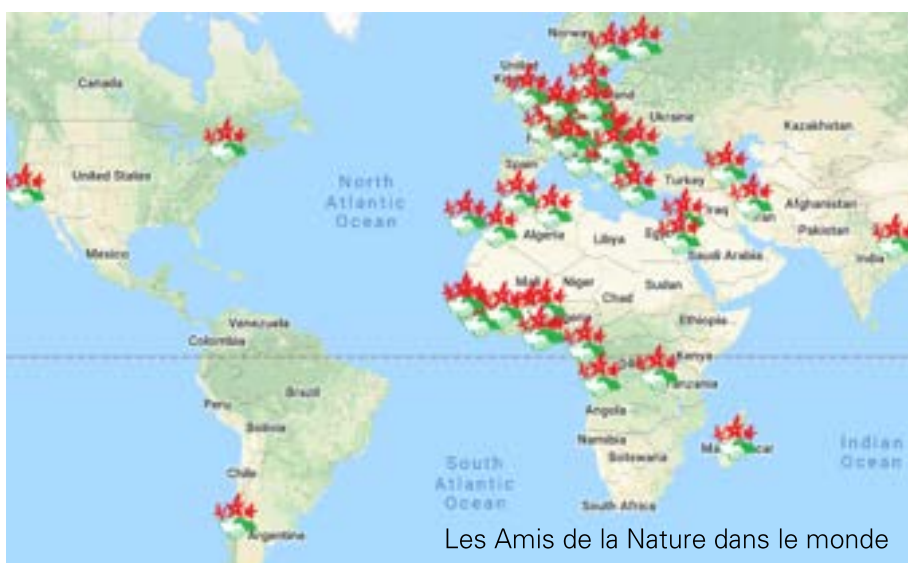 Norway
United
Canada
Ukraine
Kazakhstan
United States
Spain
Turkey
North
Atlantic
Ocean
Iraq
Afghanistan
Algeria
Libya
Pakistan
Mexico
Saudi Arabia
India
Mali
Niger
Sudan
Chad
Venezuela
Ethiopia
Colombia
Kenya
Tanzania
Brazil
Peru
Angola
Bolivia
Namibia
Botswana
Indian
Ocean
South
Atlantic
Ocean
Chile
South Africa
Argentina
Les Amis de la Nature dans le monde